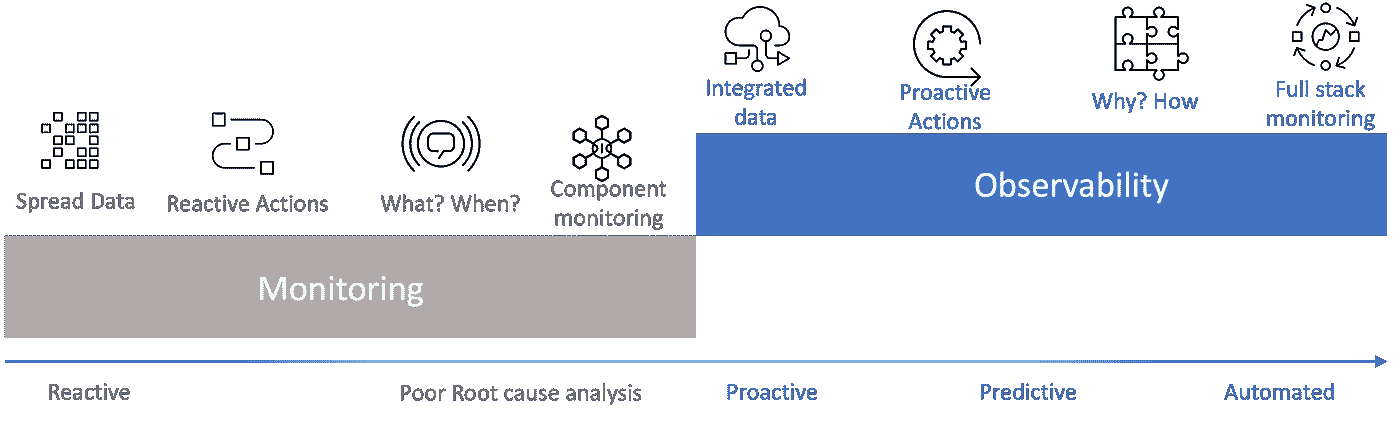 Integrated
data
Proactive
Actions
Why? How
Full stack
monitoring
Spread Data
Reactive Actions
What? When?
Component
monitoring
Observability
Monitoring
Reactive
Poor Root cause analysis
Proactive
Predictive
Automated